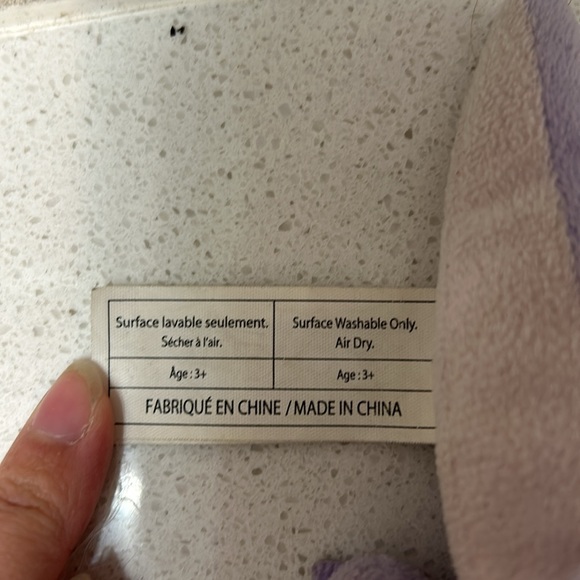 Surface lavable seulement.
Sécher à l'air.
Surface Washable Only.
Air Dry.
Âge : 3+
Age : 3+
FABRIQUÉ EN CHINE / MADE IN CHINA